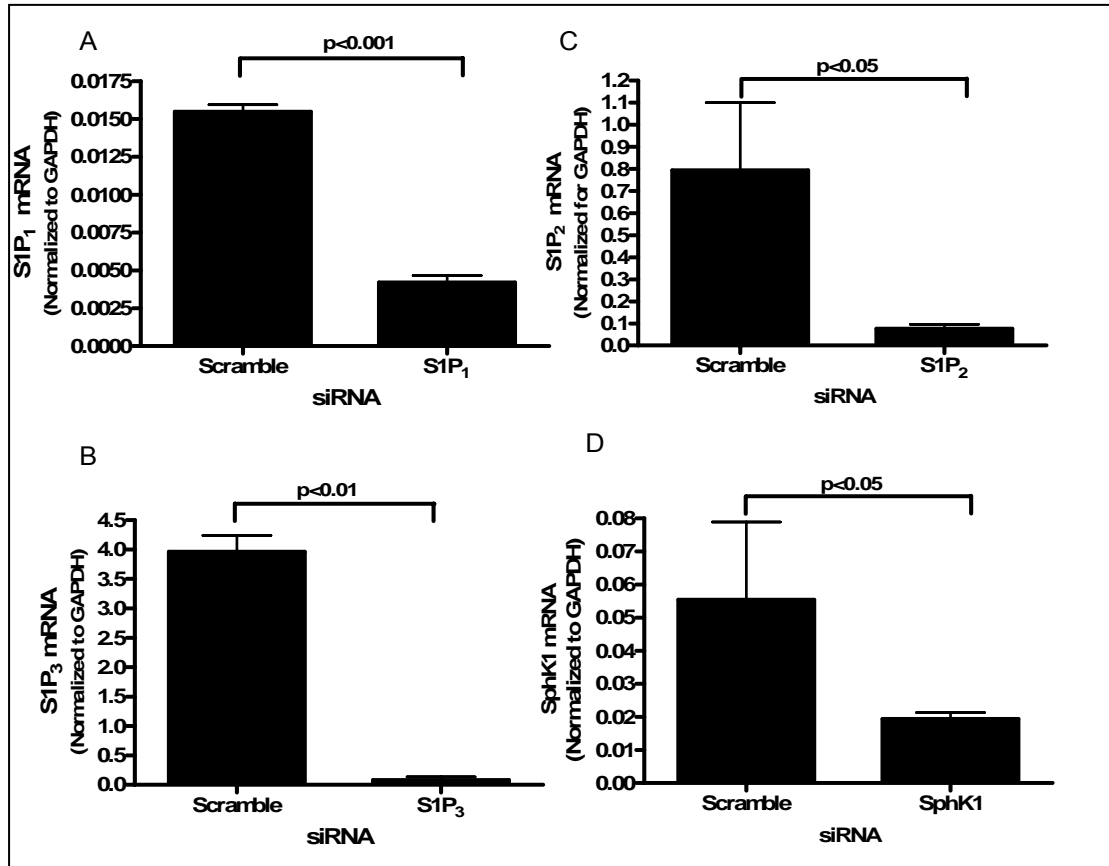 A
p<0.001
S1P1 mRNA
(Normalized to GAPDH)
0.0175
0.0150
0.0125
0.0100
0.0075
0.0050
0.0025
0.0000
Scramble
S1P1
siRNA
C
p<0.05
S1P2 mRNA
(Normalized for GAPDH)
1.2
1.1
1.0
0.9
0.8
0.7
0.6
0.5
0.4
0.3
0.2
0.1
0.0
Scramble
S1P2
siRNA
B
p<0.01
S1P3 mRNA
(Normalized to GAPDH)
4.5
4.0
3.5
3.0
2.5
2.0
1.5
1.0
0.5
0.0
Scramble
S1P3
siRNA
D
p<0.05
SphK1 mRNA
(Normalized to GAPDH)
0.08
0.07
0.06
0.05
0.04
0.03
0.02
0.01
0.00
Scramble
SphK1
siRNA